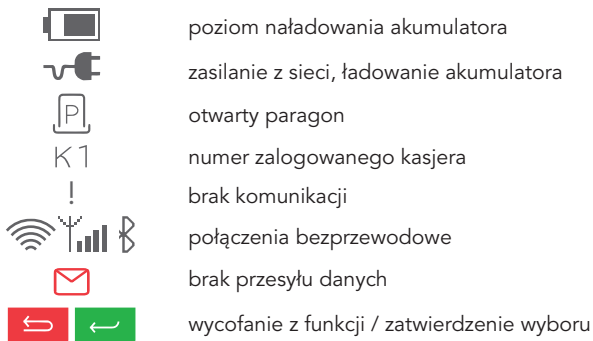 poziom naładowania akumulatora
zasilanie z sieci, ładowanie akumulatora
P otwarty paragon
K1 numer zalogowanego kasjera
! brak komunikacji
połączenia bezprzewodowe
brak przesyłu danych
wycofanie z funkcji / zatwierdzenie wyboru